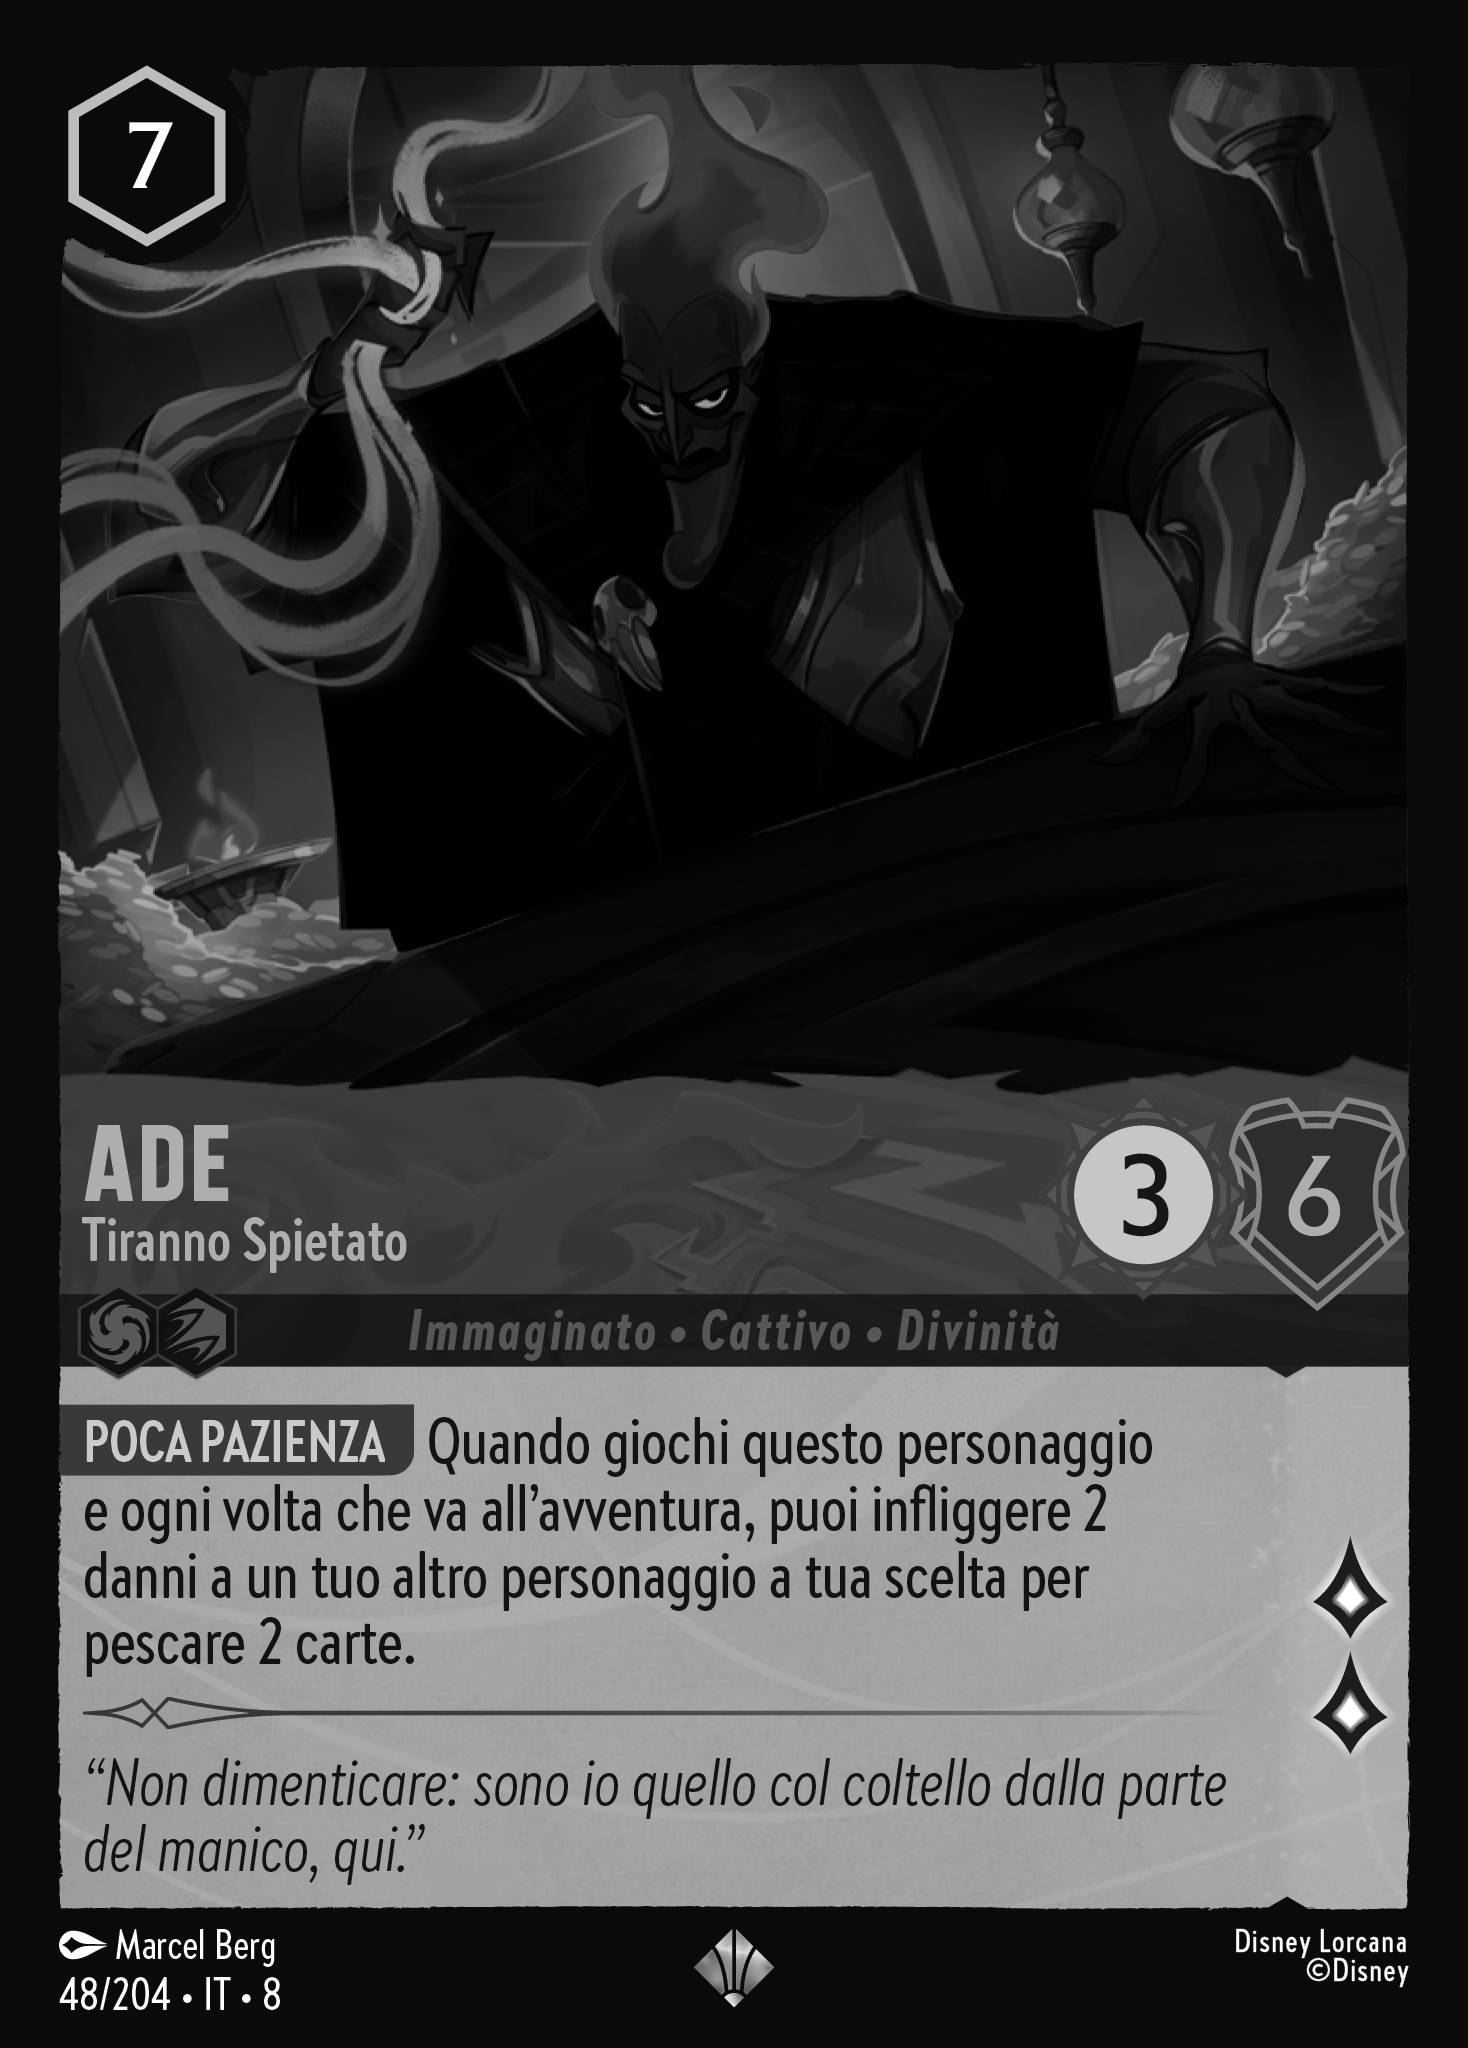 7
ADE
Tiranno Spietato
3
6
Immaginato • Cattivo • Divinità
POCA PAZIENZA Quando giochi questo personaggio
e ogni volta che va all’avventura, puoi infliggere 2
danni a un tuo altro personaggio a tua scelta per
pescare 2 carte.
“Non dimenticare: sono io quello col coltello dalla parte
del manico, qui.”
Marcel Berg
48/204 • IT • 8
Disney Lorcana
©Disney